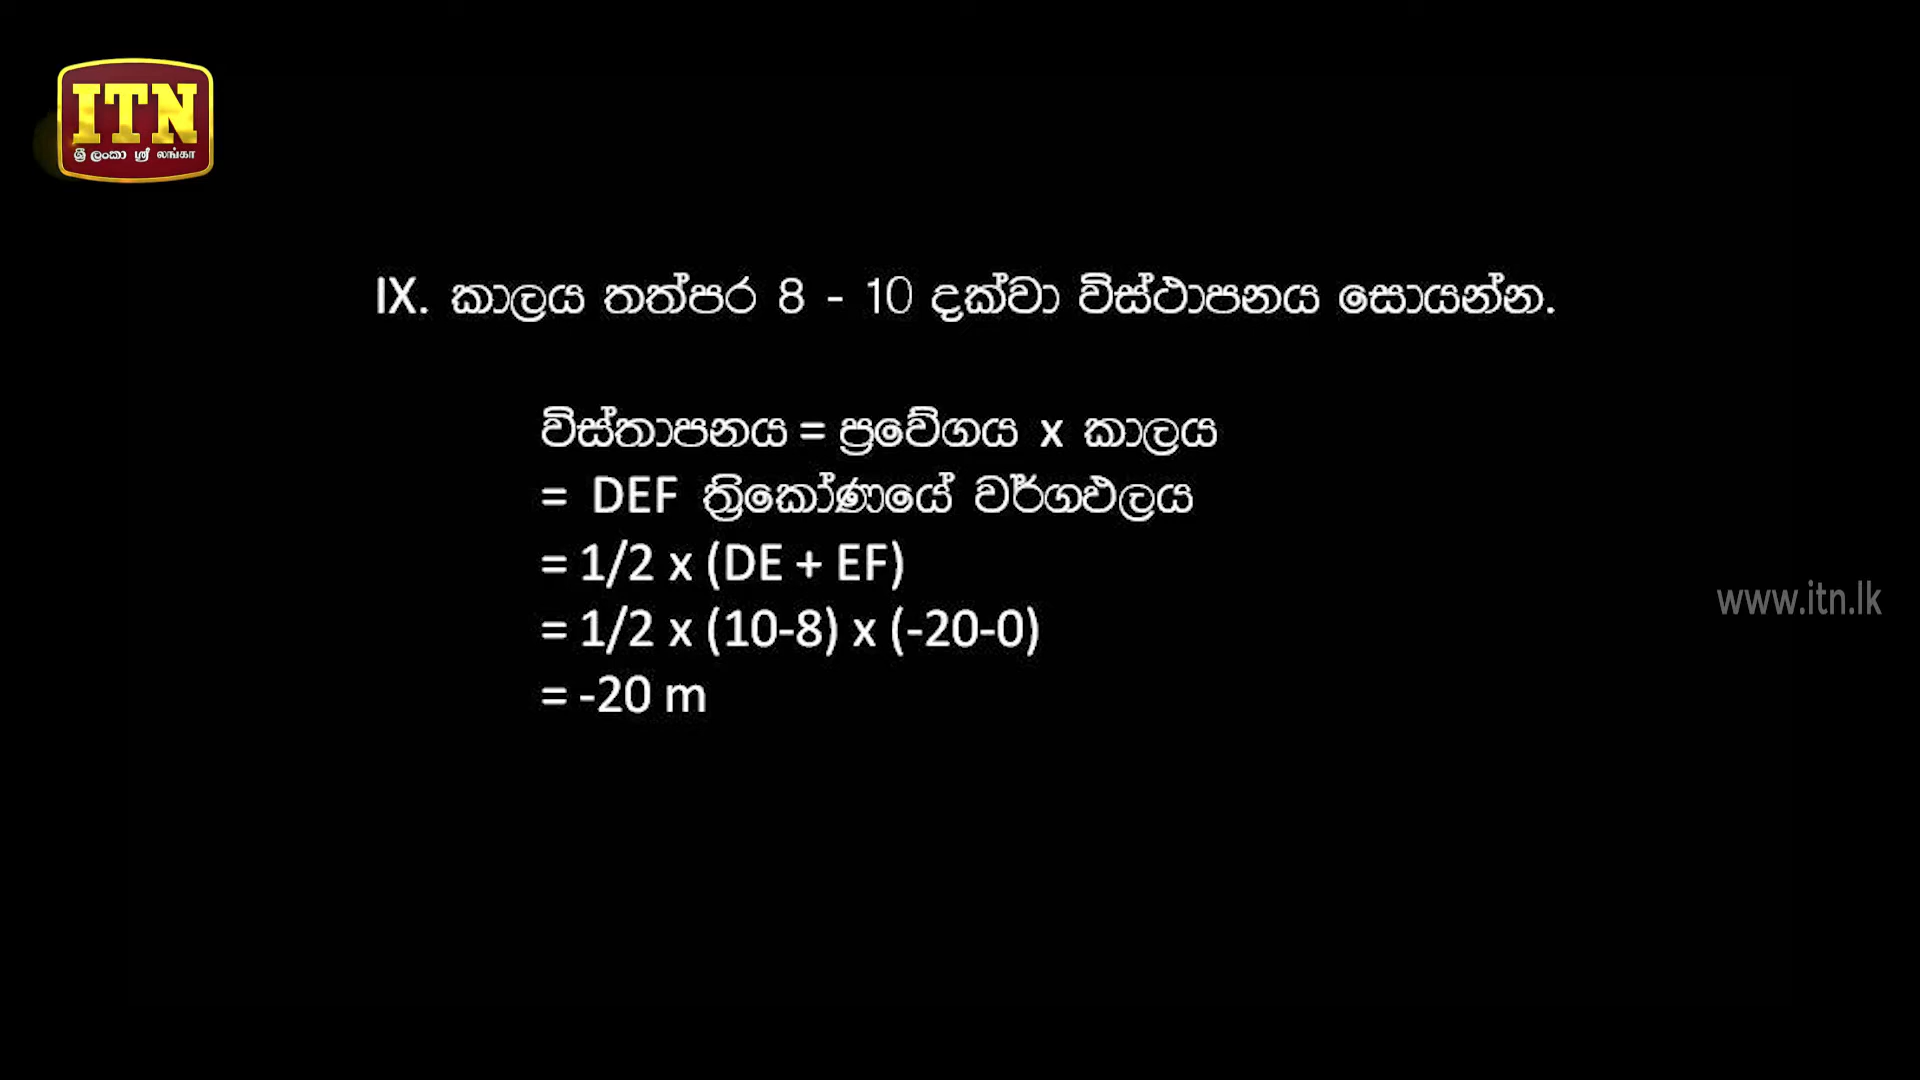 ITN
ශ්‍රී ලංකා ஸ்ரீ லங்கா
IX. කාලය තත්පර 8 - 10 දක්වා විස්ථාපනය සොයන්න.
විස්තාපනය = ප්‍රවේගය x කාලය
= DEF ත්‍රිකෝණයේ වර්ගඵලය
= 1/2 x (DE + EF)
= 1/2 x (10-8) x (-20-0)
= -20 m
www.itn.lk